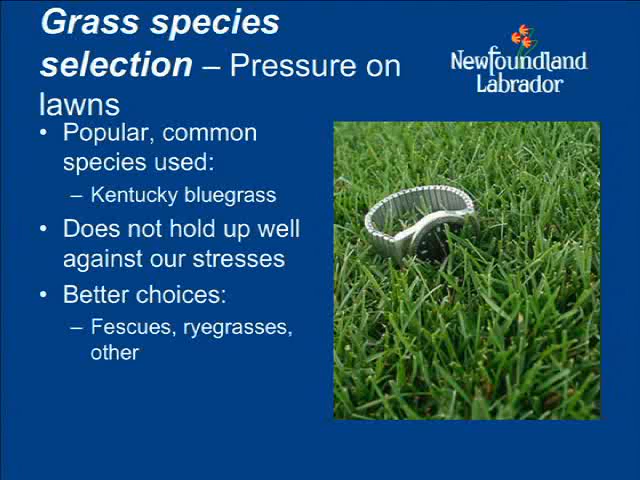 Grass species
selection – Pressure on
lawns
Newfoundland
Labrador
• Popular, common
species used:
– Kentucky bluegrass
• Does not hold up well
against our stresses
• Better choices:
– Fescues, ryegrasses,
other